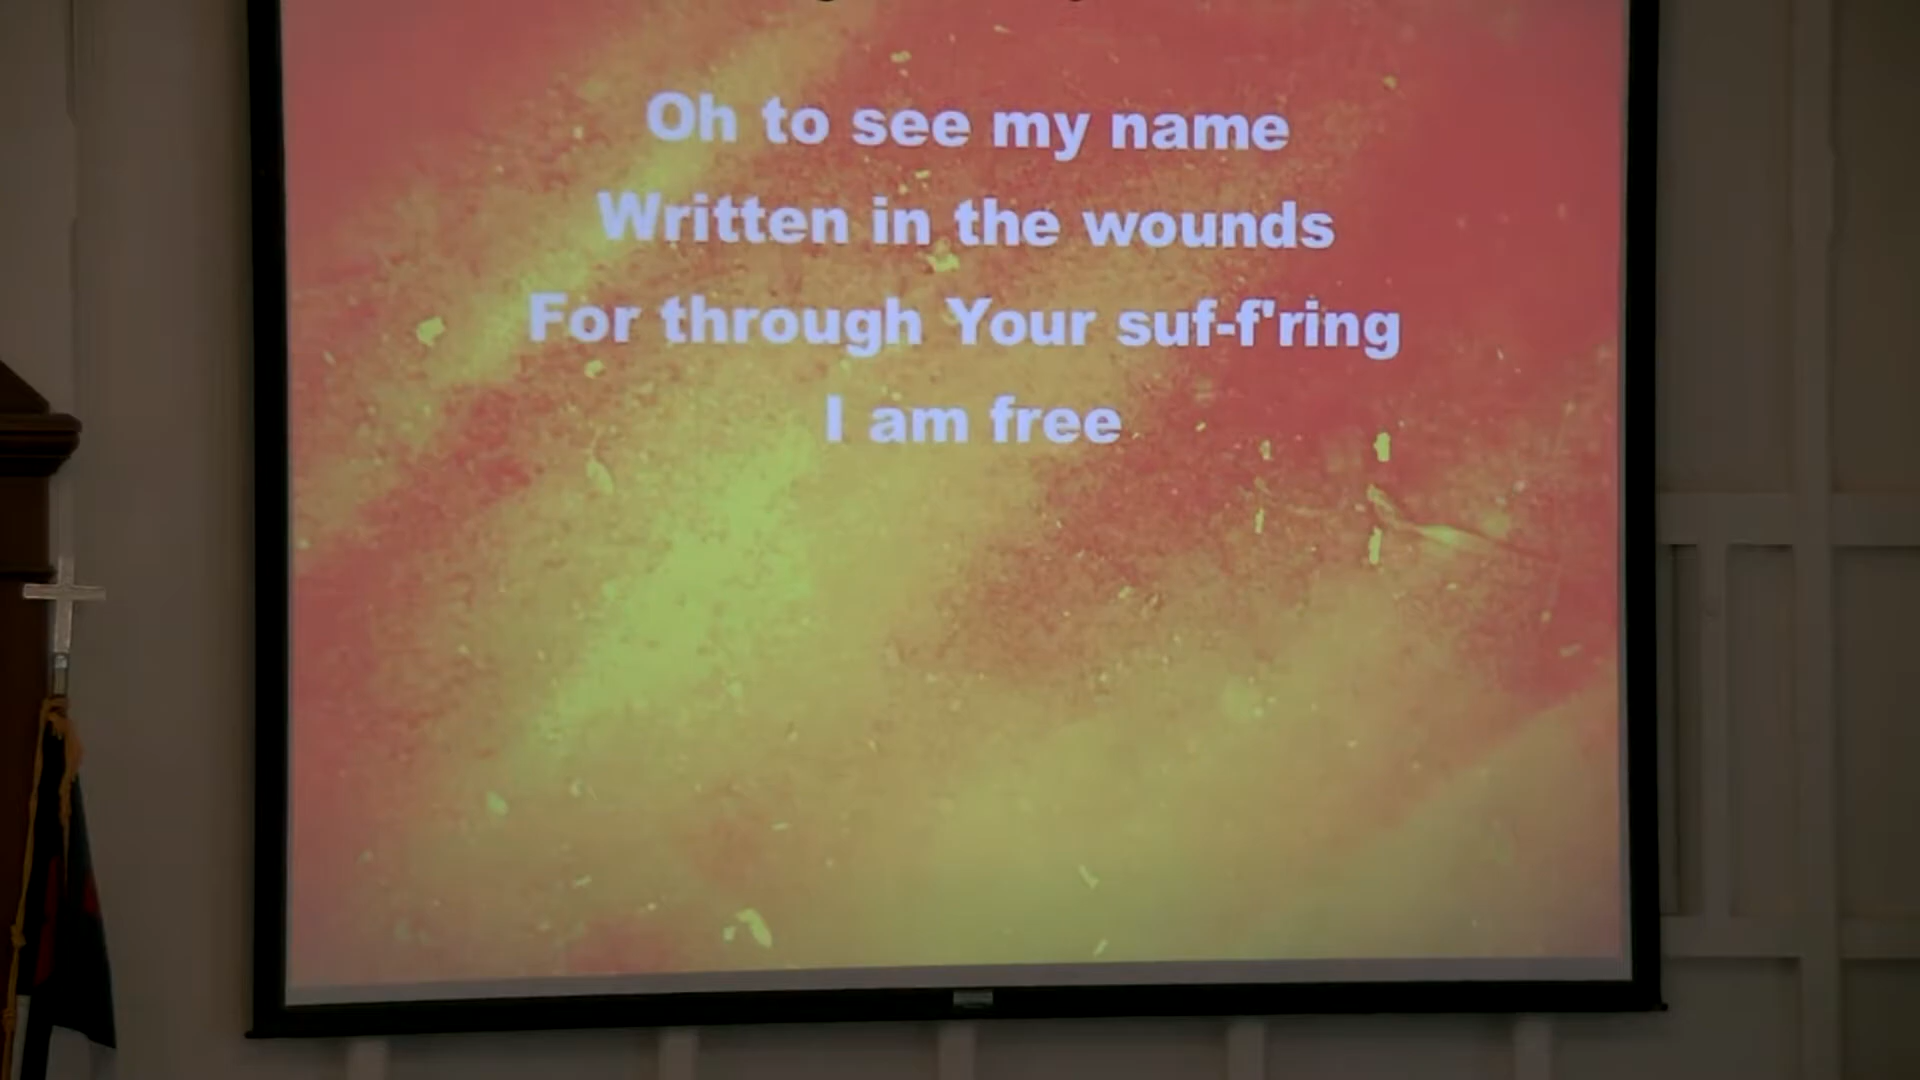 Oh to see my name
Written in the wounds
For through Your suf-f'ring
I am free